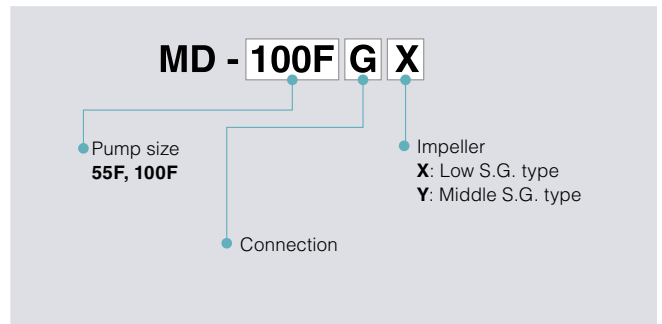 MD - 100F G X
Pump size
55F, 100F
Connection
Impeller
X: Low S.G. type
Y: Middle S.G. type